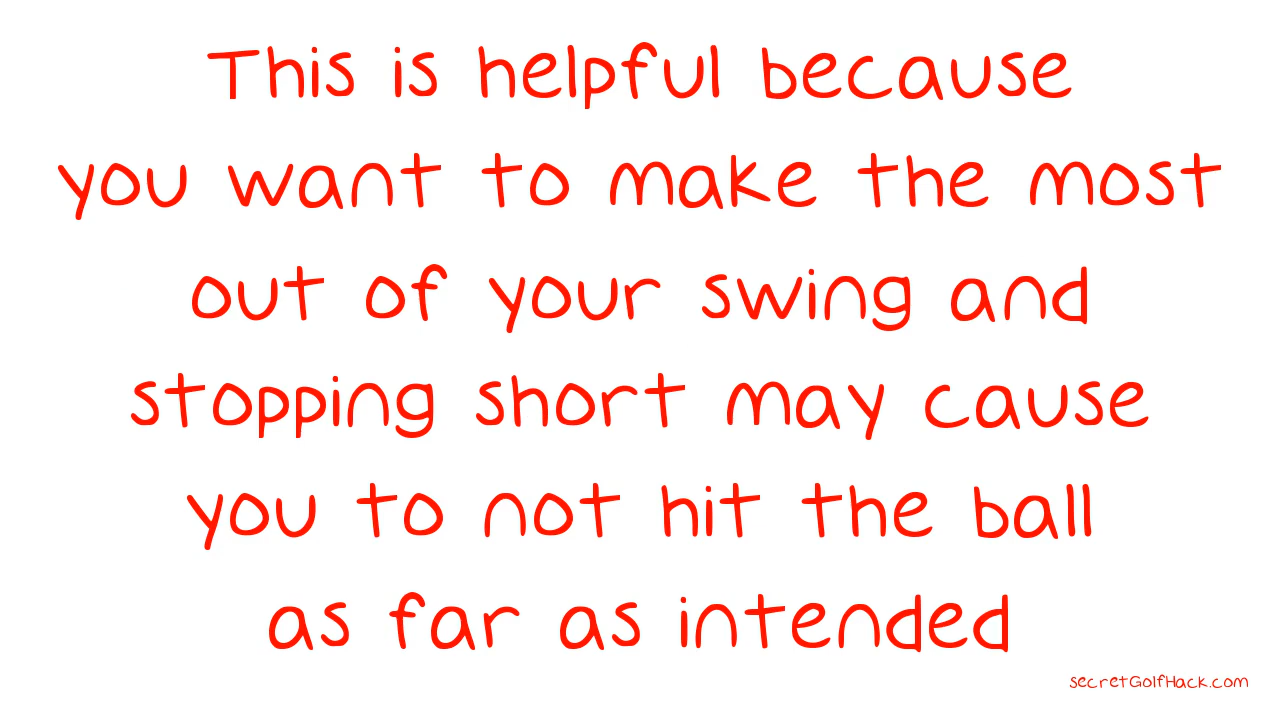 This is helpful because
you want to make the most
out of your swing and
stopping short may cause
you to not hit the ball
as far as intended
secretGolfHack.com